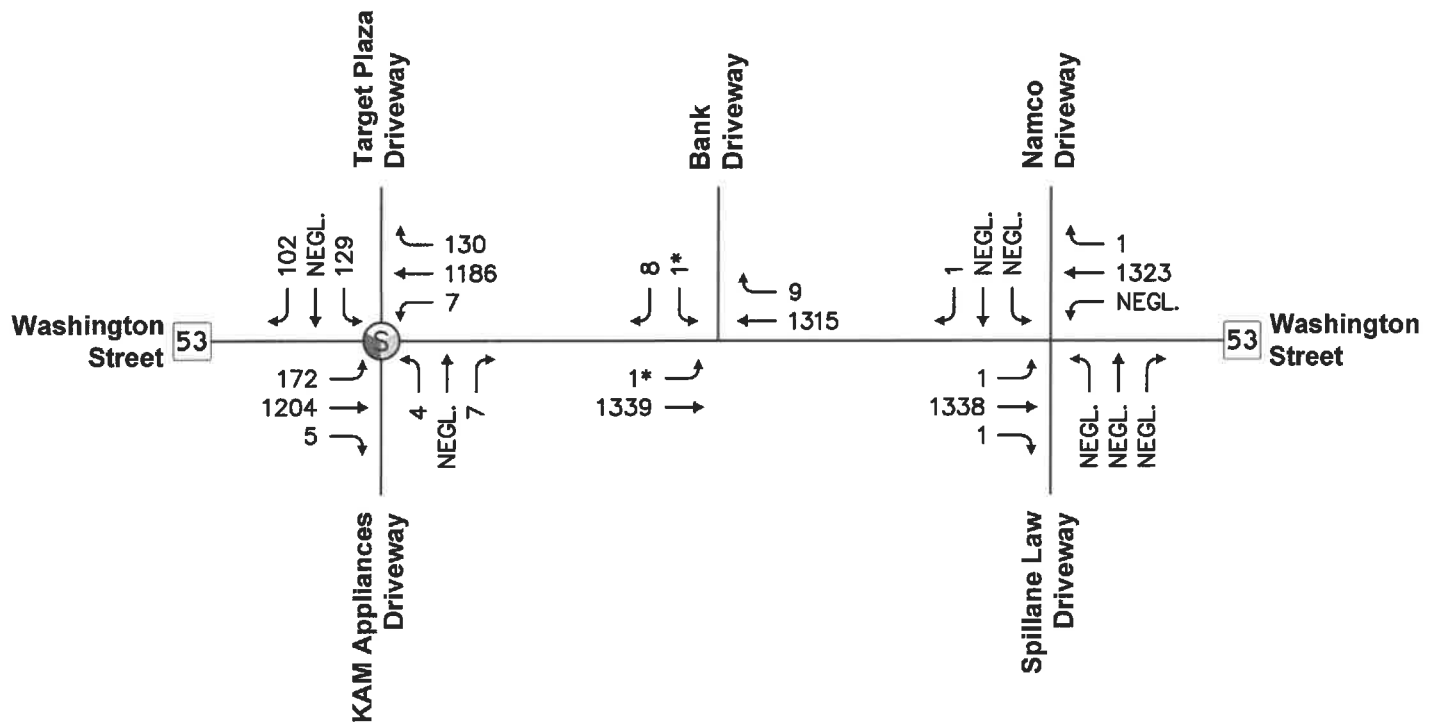 Target Plaza
Driveway
Bank
Driveway
Namco
Driveway
102
NEGL.
129
130
1186
7
8
1*
9
1315
1
NEGL.
NEGL.
1
1323
NEGL.
Washington
Street
53
S
53
Washington
Street
172
1204
5
4
NEGL.
7
1*
1339
1
1338
1
NEGL.
NEGL.
NEGL.
KAM Appliances
Driveway
Spillane Law
Driveway